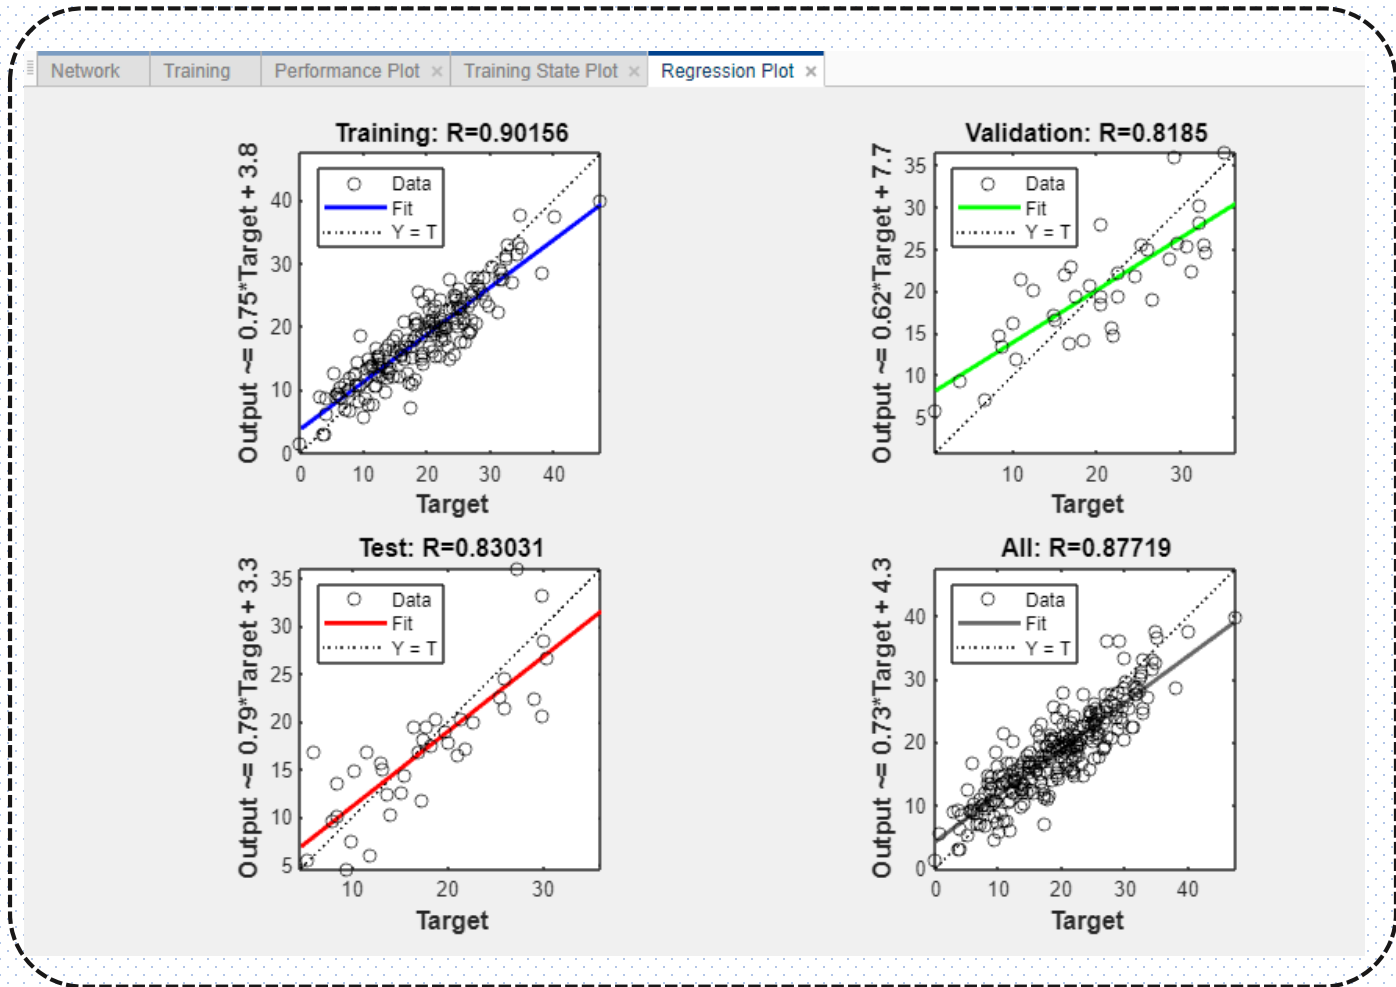 Network Training Performance Plot × Training State Plot × Regression Plot ×
Training: R=0.90156
Output ~= 0.75*Target + 3.8
Data
Fit
Y = T
40
30
20
10
0
0 10 20 30 40
Target
Validation: R=0.8185
Output ~= 0.62*Target + 7.7
Data
Fit
Y = T
35
30
25
20
15
10
5
10 20 30
Target
Test: R=0.83031
Output ~= 0.79*Target + 3.3
Data
Fit
Y = T
35
30
25
20
15
10
5
10 20 30
Target
All: R=0.87719
Output ~= 0.73*Target + 4.3
Data
Fit
Y = T
40
30
20
10
0
0 10 20 30 40
Target